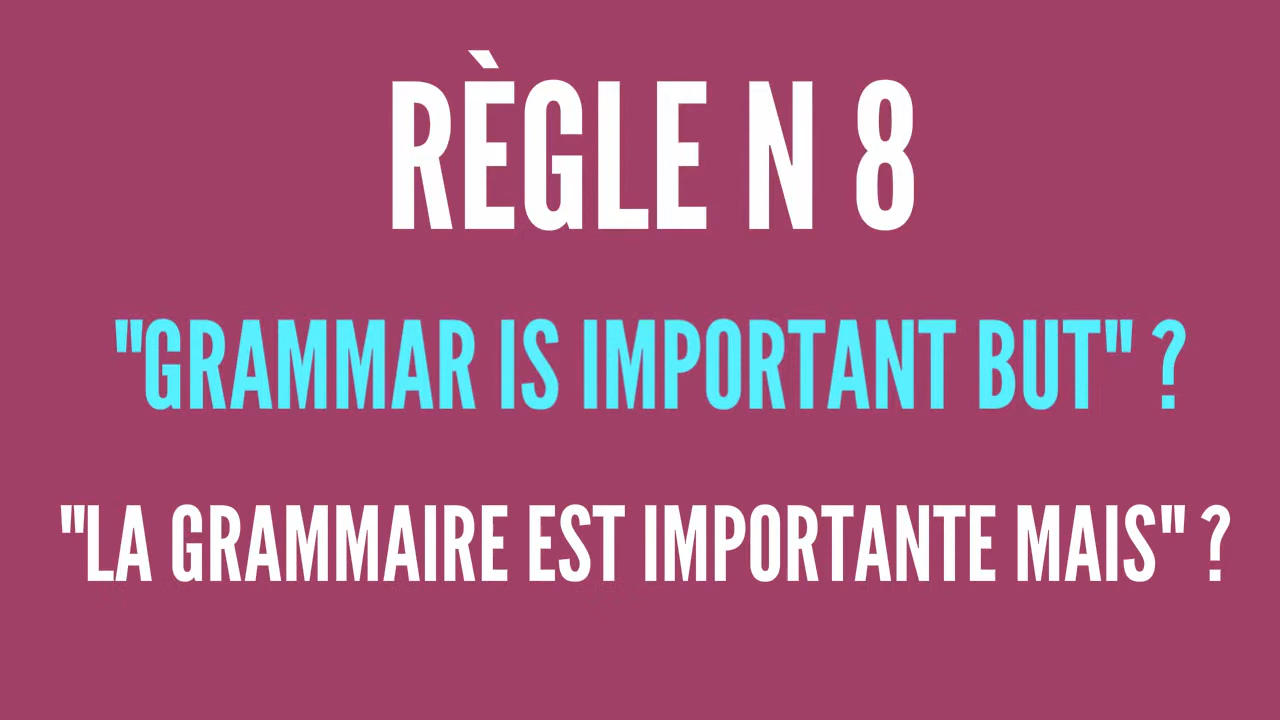 RÈGLE N 8
"GRAMMAR IS IMPORTANT BUT" ?
"LA GRAMMAIRE EST IMPORTANTE MAIS" ?